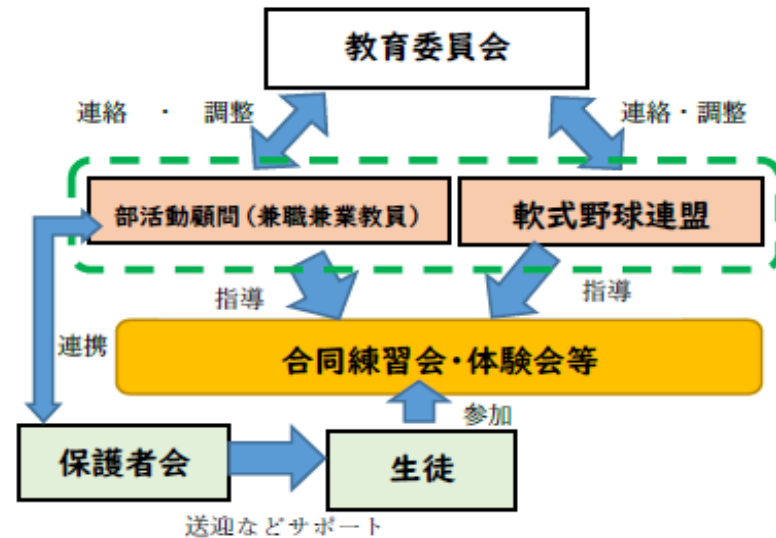 教育委員会
連絡 ・ 調整
連絡・調整
部活動顧問(兼職兼業教員)
軟式野球連盟
指導
指導
連携
合同練習会・体験会等
参加
保護者会
生徒
送迎などサポート